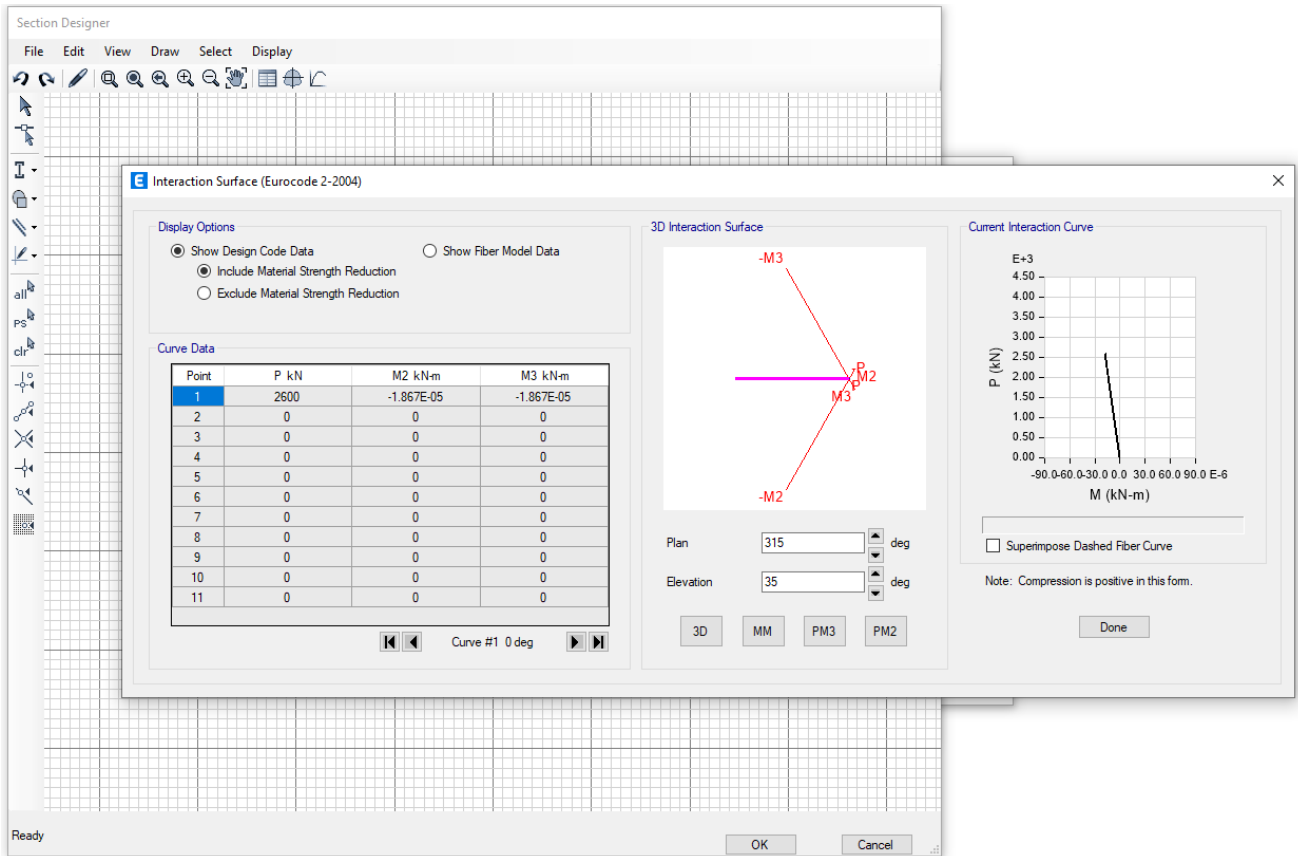 Section Designer
File Edit View Draw Select Display
all
PS
clr
E Interaction Surface (Eurocode 2-2004)
Display Options
Show Design Code Data Show Fiber Model Data
Include Material Strength Reduction
Exclude Material Strength Reduction
Curve Data
Point P kN M2 kN-m M3 kN-m
1 2600 -1.867E-05 -1.867E-05
2 0 0 0
3 0 0 0
4 0 0 0
5 0 0 0
6 0 0 0
7 0 0 0
8 0 0 0
9 0 0 0
10 0 0 0
11 0 0 0
Curve #1 0 deg
3D Interaction Surface
-M3
P
M2
P
M3
-M2
Plan 315 deg
Elevation 35 deg
3D MM PM3 PM2
Current Interaction Curve
E+3
4.50
4.00
3.50
3.00
2.50
2.00
1.50
1.00
0.50
0.00
P (kN)
-90.0 -60.0 -30.0 0.0 30.0 60.0 90.0 E-6
M (kN-m)
Superimpose Dashed Fiber Curve
Note: Compression is positive in this form.
Done
Ready
OK Cancel